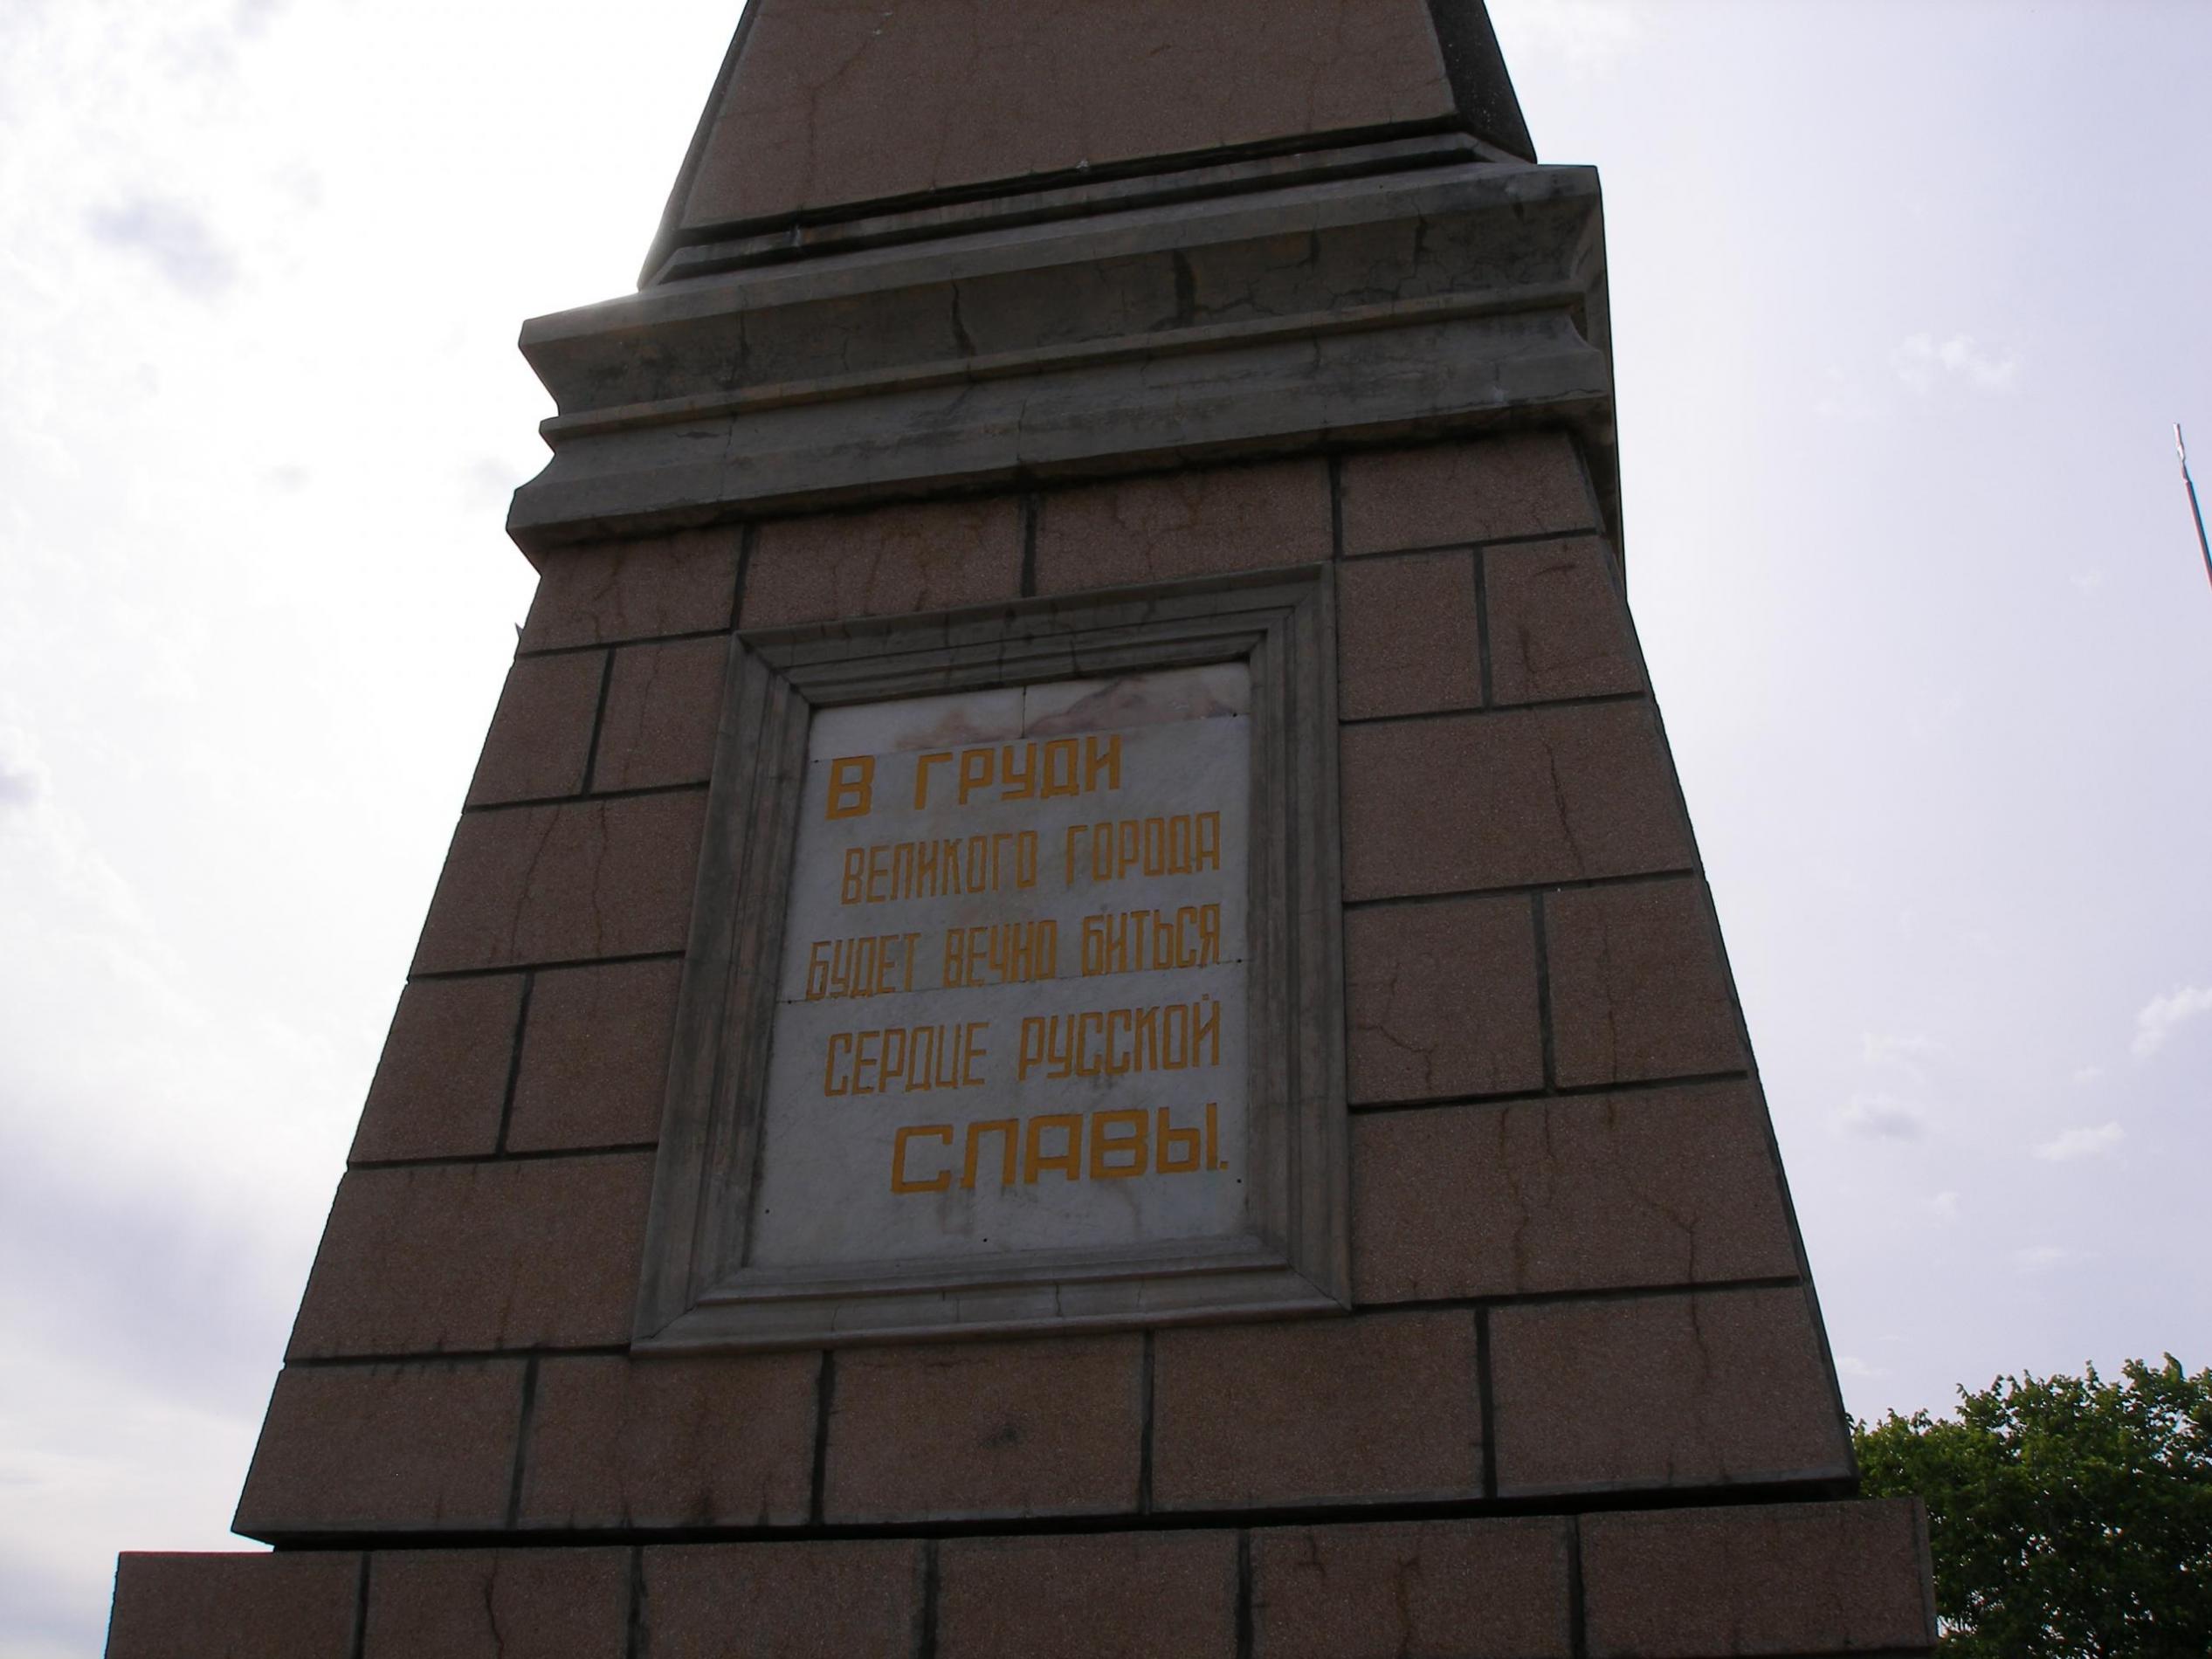 В ГРУДИ
ВЕЛИКОГО ГОРОДА
БУДЕТ ВЕЧНО БИТЬСЯ
СЕРДЦЕ РУССКОЙ
СЛАВЫ.